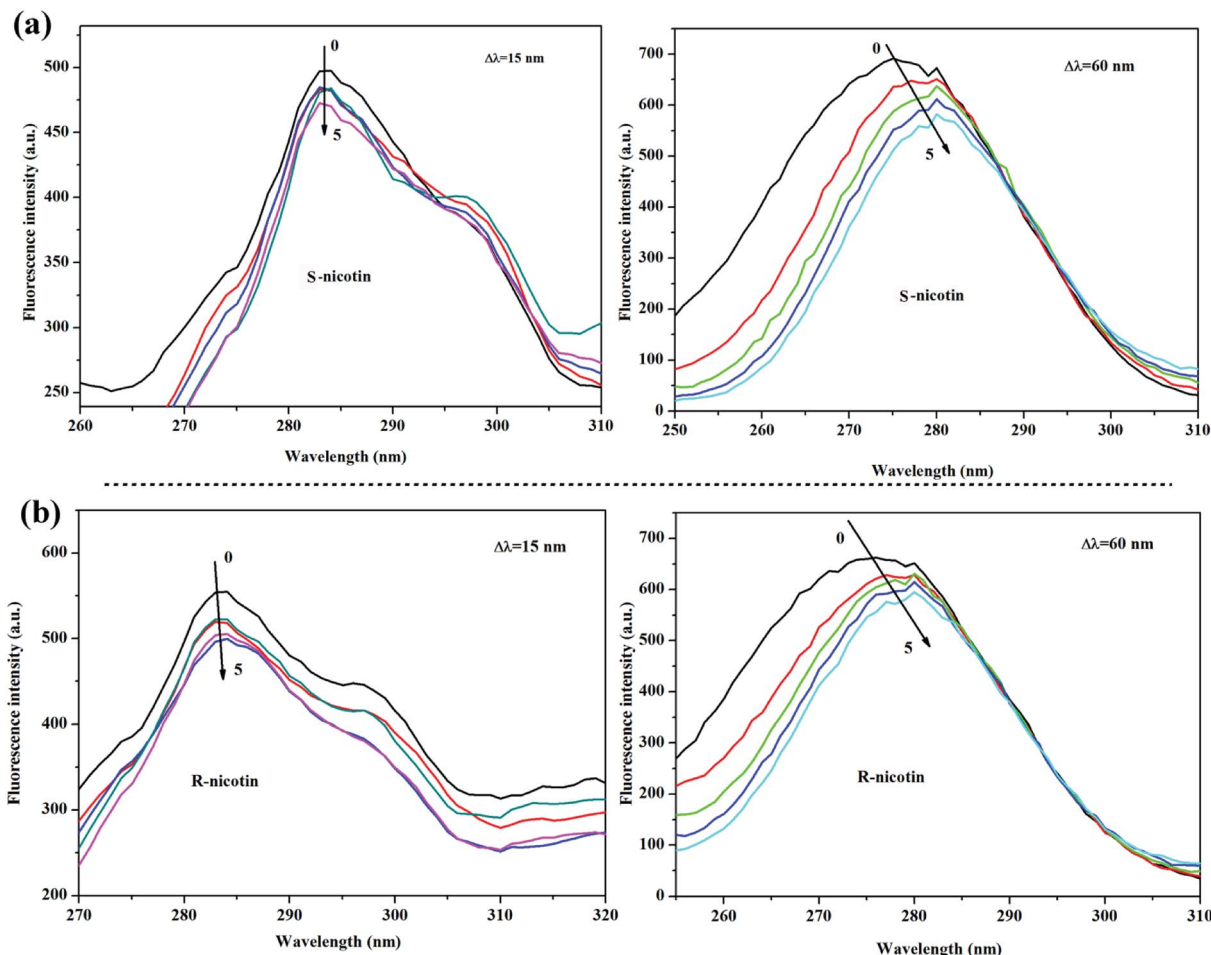 (a)
0
Δλ=15 nm
500
450
400
350
300
250
5
S-nicotin
Fluorescence intensity (a.u.)
260 270 280 290 300 310
Wavelength (nm)
0
Δλ=60 nm
700
600
500
400
300
200
100
0
5
S-nicotin
Fluorescence intensity (a.u.)
250 260 270 280 290 300 310
Wavelength (nm)
(b)
0
Δλ=15 nm
600
500
400
300
200
5
R-nicotin
Fluorescence intensity (a.u.)
270 280 290 300 310 320
Wavelength (nm)
0
Δλ=60 nm
700
600
500
400
300
200
100
0
5
R-nicotin
Fluorescence intensity (a.u.)
260 270 280 290 300 310
Wavelength (nm)